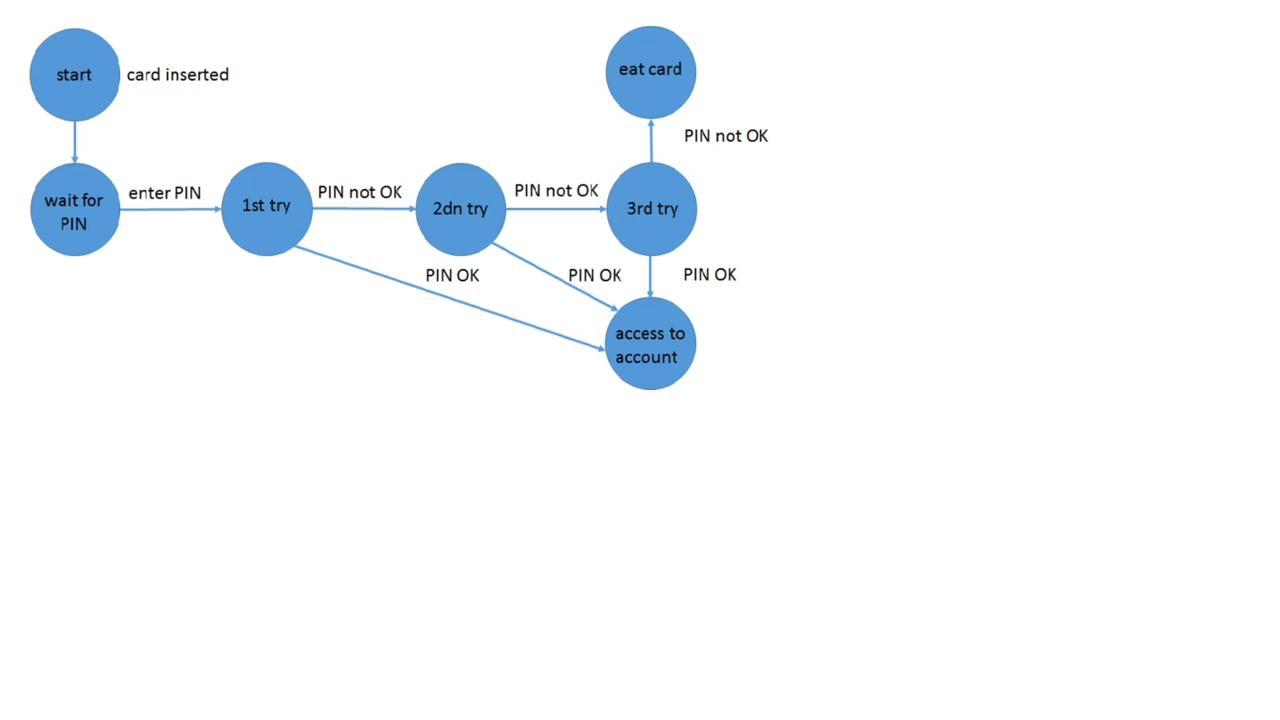 start
card inserted
eat card
PIN not OK
wait for
PIN
enter PIN
1st try
PIN not OK
2dn try
PIN not OK
3rd try
PIN OK
PIN OK
PIN OK
access to
account